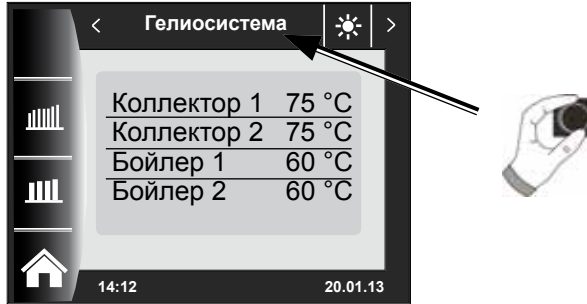 < Гелиосистема >
Коллектор 1 75 °C
Коллектор 2 75 °C
Бойлер 1 60 °C
Бойлер 2 60 °C
14:12 20.01.13